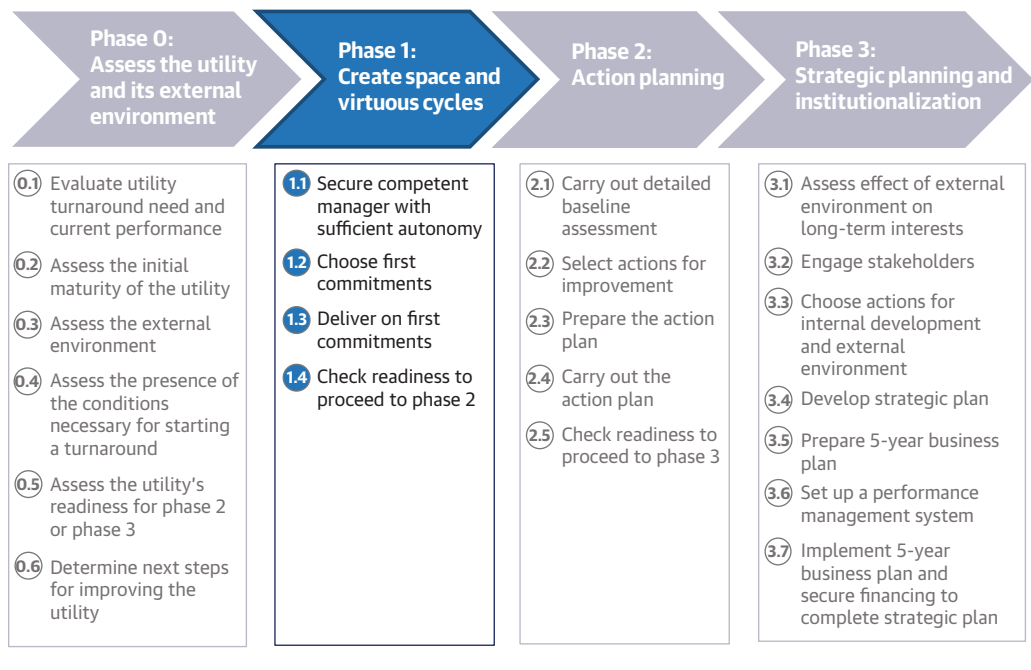 Phase 0:
Assess the utility
and its external
environment
Phase 1:
Create space and
virtuous cycles
Phase 2:
Action planning
Phase 3:
Strategic planning and
institutionalization
0.1 Evaluate utility
turnaround need and
current performance
0.2 Assess the initial
maturity of the utility
0.3 Assess the external
environment
0.4 Assess the presence of
the conditions
necessary for starting
a turnaround
0.5 Assess the utility's
readiness for phase 2
or phase 3
0.6 Determine next steps
for improving the
utility
1.1 Secure competent
manager with
sufficient autonomy
1.2 Choose first
commitments
1.3 Deliver on first
commitments
1.4 Check readiness to
proceed to phase 2
2.1 Carry out detailed
baseline
assessment
2.2 Select actions for
improvement
2.3 Prepare the action
plan
2.4 Carry out the
action plan
2.5 Check readiness to
proceed to phase 3
3.1 Assess effect of external
environment on
long-term interests
3.2 Engage stakeholders
3.3 Choose actions for
internal development
and external
environment
3.4 Develop strategic plan
3.5 Prepare 5-year business
plan
3.6 Set up a performance
management system
3.7 Implement 5-year
business plan and
secure financing to
complete strategic plan